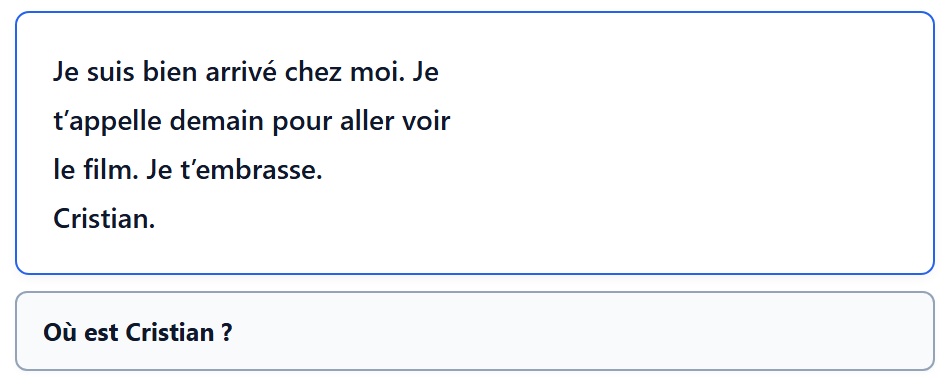 Je suis bien arrivé chez moi. Je
t’appelle demain pour aller voir
le film. Je t’embrasse.
Cristian.
Où est Cristian ?